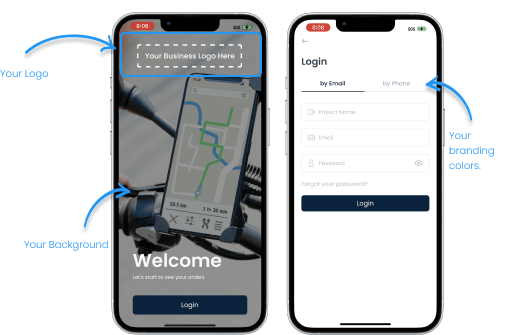 8:08
SOS
Your Business Logo Here
Your Logo
50.5 km
1 hr 30 min
Your Background
Welcome
Let's start to see your orders
Login
8:08
SOS
Login
by Email
by Phone
Project Name
Email
Password
Forgot your password?
Login
Your
branding
colors.